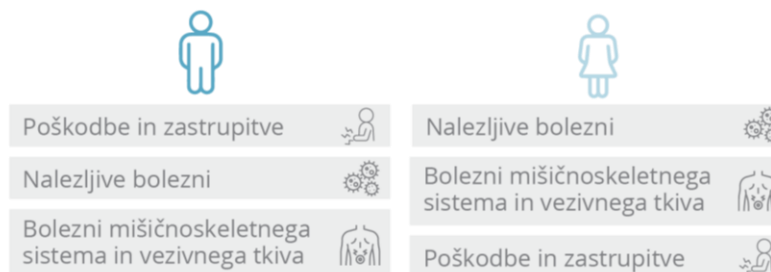 Poškodbe in zastrupitve
Nalezljive bolezni
Bolezni mišičnoskeletnega
sistema in vezivnega tkiva
Nalezljive bolezni
Bolezni mišičnoskeletnega
sistema in vezivnega tkiva
Poškodbe in zastrupitve